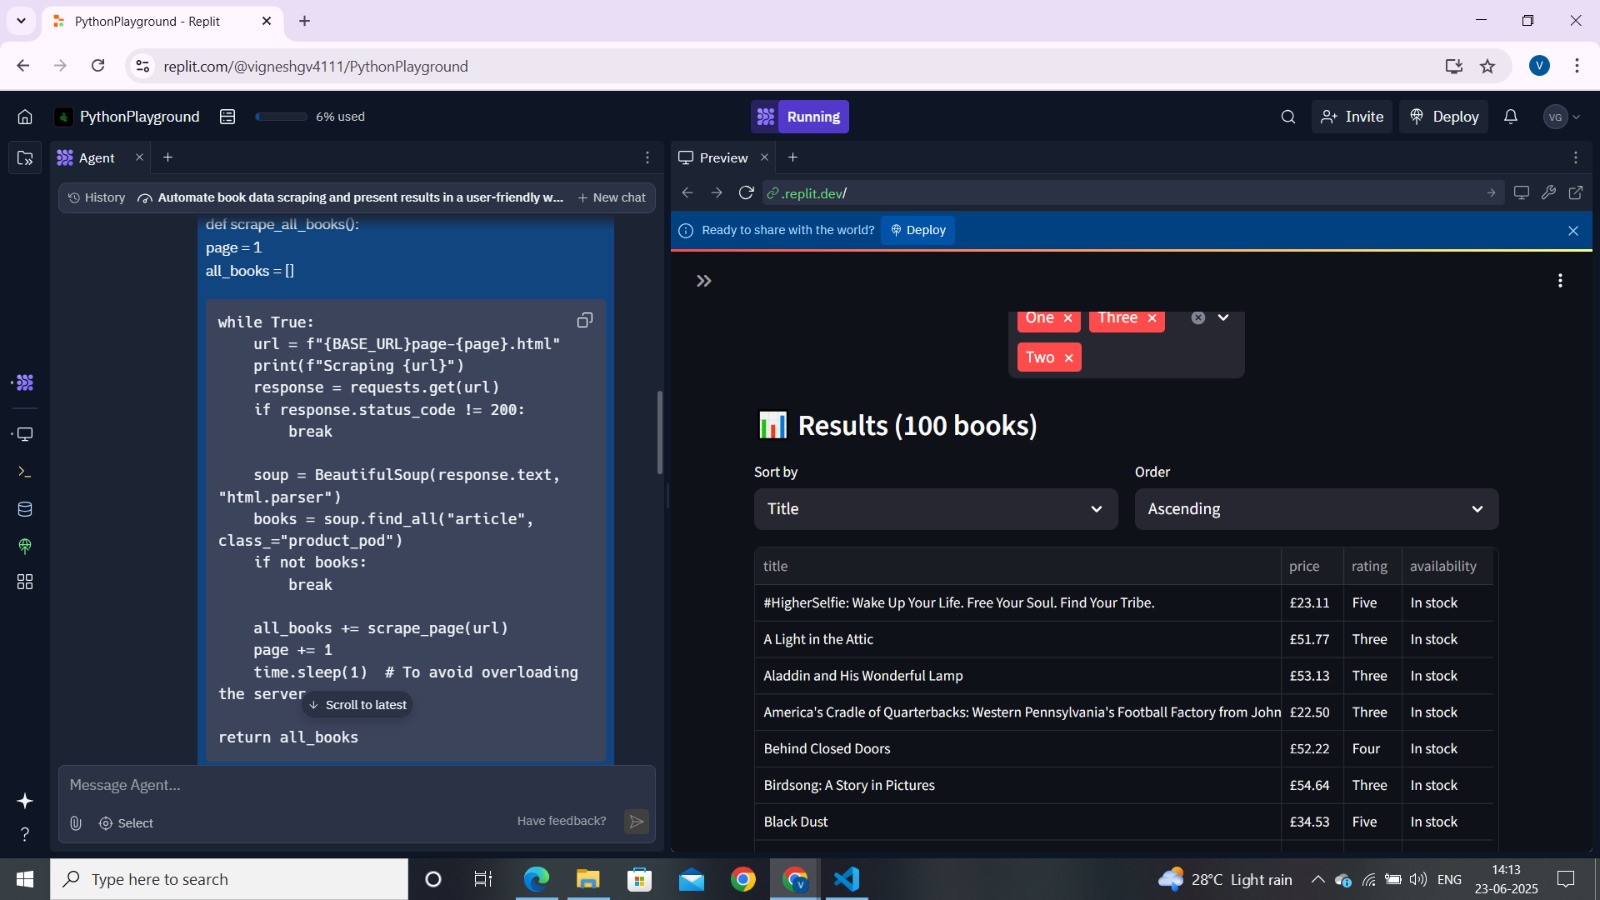 PythonPlayground - Replit
replit.com/@vigneshgv4111/PythonPlayground
V
PythonPlayground
6% used
Running
Invite
Deploy
VG
Agent
History
Automate book data scraping and present results in a user-friendly w...
+ New chat
def scrape_all_books():
page = 1
all_books = []
while True:
url = f"{BASE_URL}page-{page}.html"
print(f"Scraping {url}")
response = requests.get(url)
if response.status_code != 200:
break
soup = BeautifulSoup(response.text,
"html.parser")
books = soup.find_all("article",
class_="product_pod")
if not books:
break
all_books += scrape_page(url)
page += 1
time.sleep(1)  # To avoid overloading
the server
Scroll to latest
return all_books
Message Agent...
Select
Have feedback?
Preview
.replit.dev/
Ready to share with the world?
Deploy
One
Three
Two
Results (100 books)
Sort by
Order
Title
Ascending
title price rating availability
#HigherSelfie: Wake Up Your Life. Free Your Soul. Find Your Tribe. £23.11 Five In stock
A Light in the Attic £51.77 Three In stock
Aladdin and His Wonderful Lamp £53.13 Three In stock
America's Cradle of Quarterbacks: Western Pennsylvania's Football Factory from John £22.50 Three In stock
Behind Closed Doors £52.22 Four In stock
Birdsong: A Story in Pictures £54.64 Three In stock
Black Dust £34.53 Five In stock
Type here to search
28°C Light rain
ENG
14:13
23-06-2025